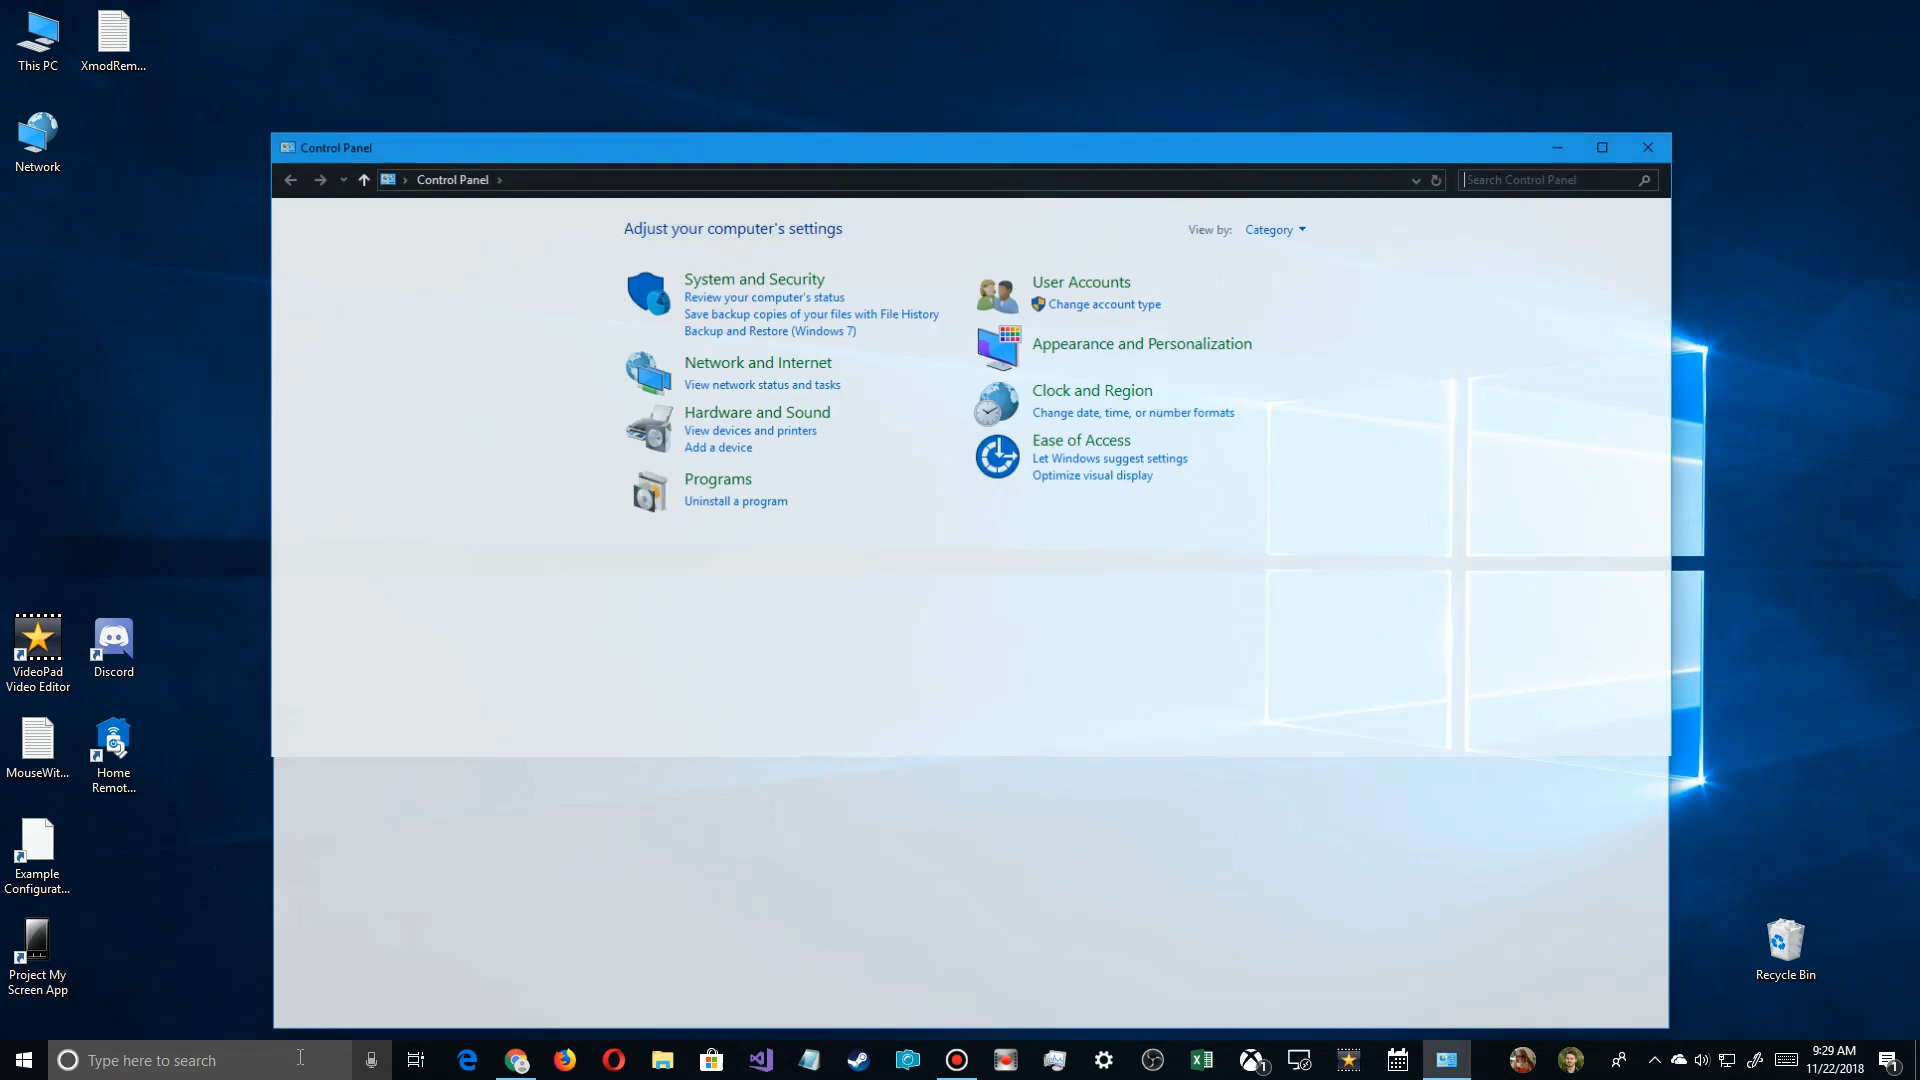 This PC
XmodRem...
Network
Control Panel
Control Panel
Search Control Panel
Adjust your computer's settings
View by: Category
System and Security
Review your computer's status
Save backup copies of your files with File History
Backup and Restore (Windows 7)
Network and Internet
View network status and tasks
Hardware and Sound
View devices and printers
Add a device
Programs
Uninstall a program
User Accounts
Change account type
Appearance and Personalization
Clock and Region
Change date, time, or number formats
Ease of Access
Let Windows suggest settings
Optimize visual display
VideoPad
Video Editor
Discord
MouseWit...
Home
Remot...
Example
Configurat...
Project My
Screen App
Recycle Bin
Type here to search
1
9:29 AM
11/22/2018
1